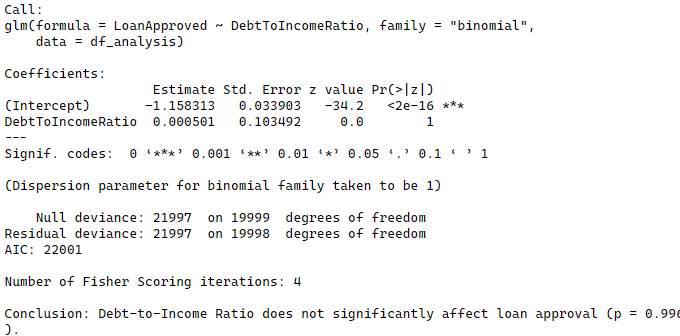 Call:
glm(formula = LoanApproved ~ DebtToIncomeRatio, family = "binomial",
    data = df_analysis)

Coefficients:
                   Estimate Std. Error z value Pr(>|z|)
(Intercept)       -1.158313   0.033903   -34.2   <2e-16 ***
DebtToIncomeRatio  0.000501   0.103492     0.0        1
---
Signif. codes:  0 ‘***’ 0.001 ‘**’ 0.01 ‘*’ 0.05 ‘.’ 0.1 ‘ ’ 1

(Dispersion parameter for binomial family taken to be 1)

    Null deviance: 21997  on 19999  degrees of freedom
Residual deviance: 21997  on 19998  degrees of freedom
AIC: 22001

Number of Fisher Scoring iterations: 4

Conclusion: Debt-to-Income Ratio does not significantly affect loan approval (p = 0.996
).